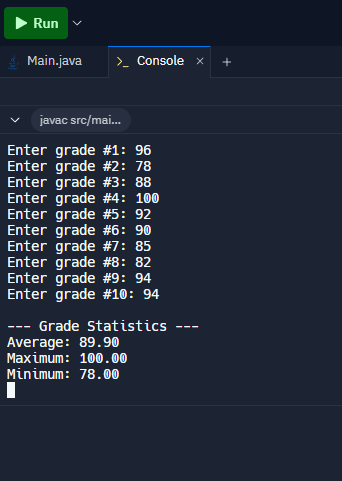 Run
Main.java
Console
javac src/mai...
Enter grade #1: 96
Enter grade #2: 78
Enter grade #3: 88
Enter grade #4: 100
Enter grade #5: 92
Enter grade #6: 90
Enter grade #7: 85
Enter grade #8: 82
Enter grade #9: 94
Enter grade #10: 94
--- Grade Statistics ---
Average: 89.90
Maximum: 100.00
Minimum: 78.00